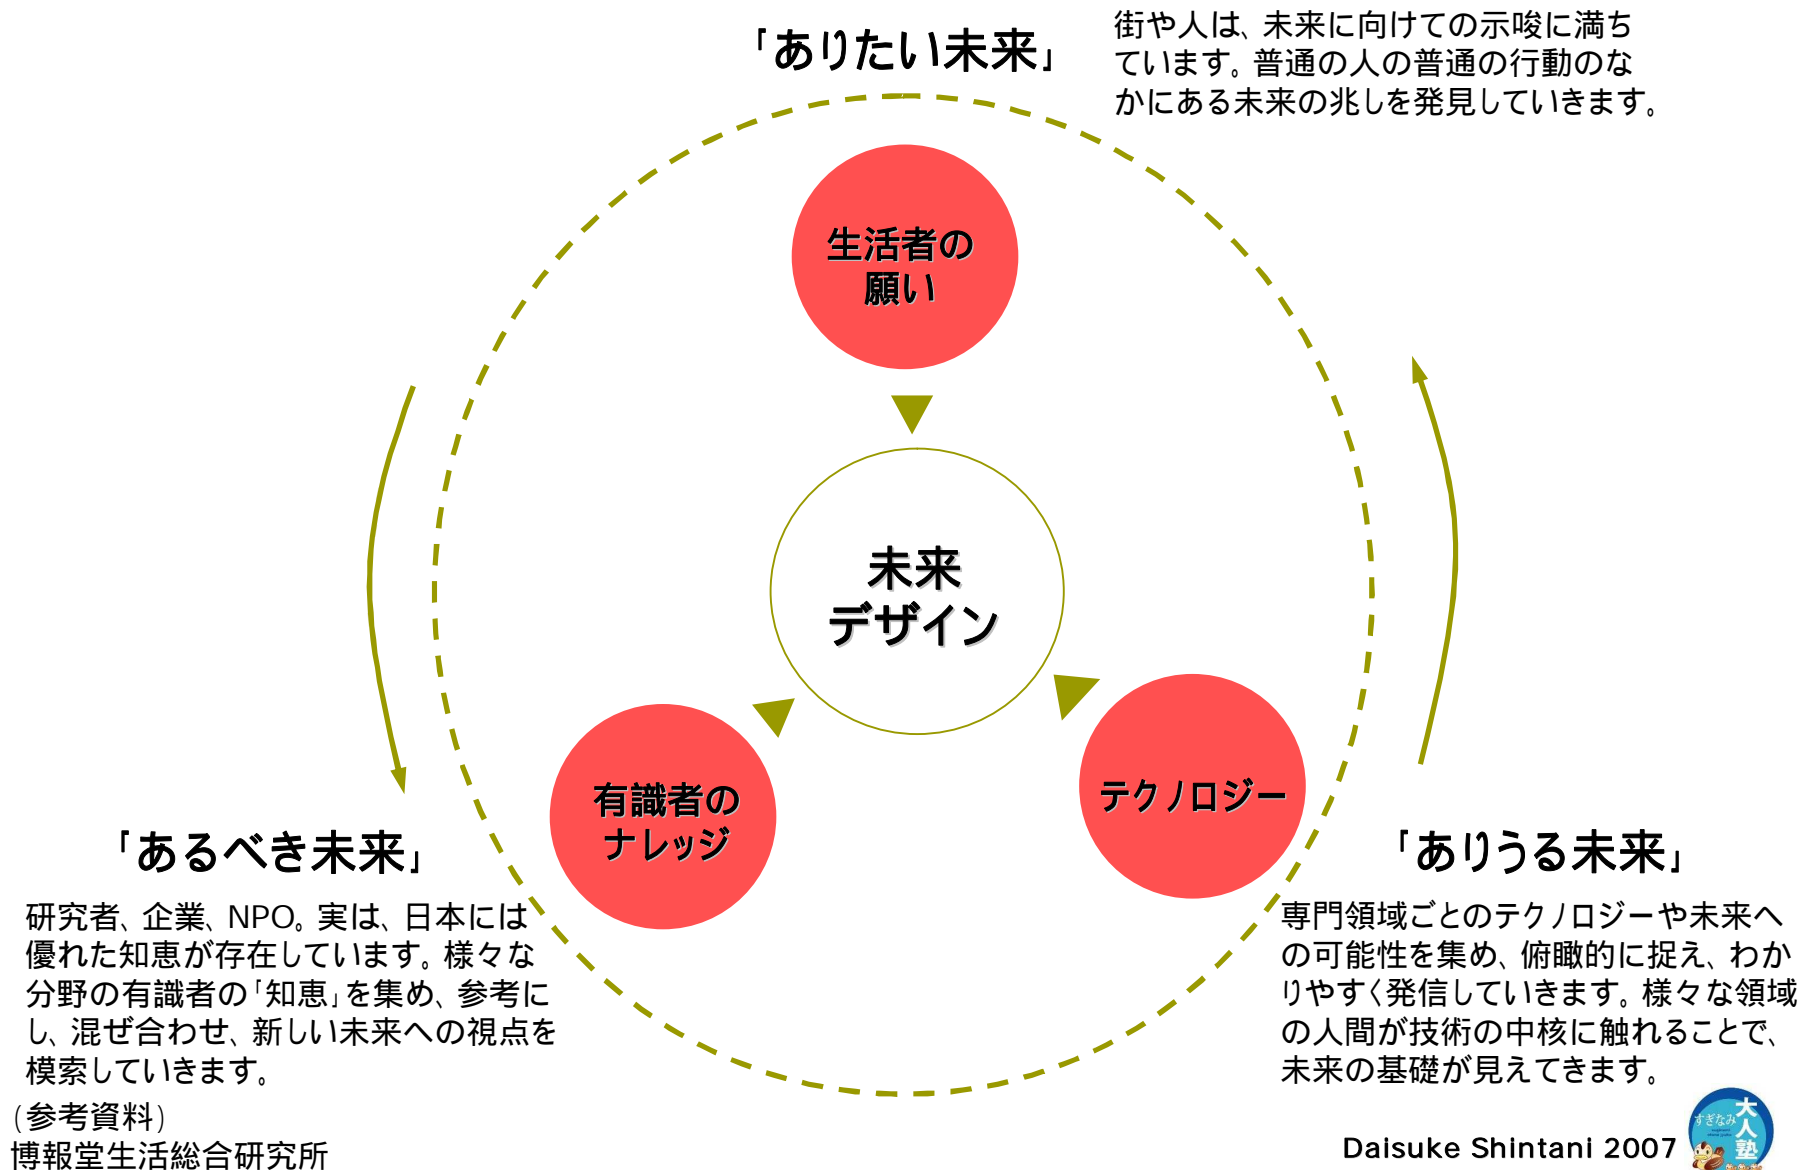 「ありたい未来」
街や人は、未来に向けての示唆に満ち
ています。普通の人の普通の行動のな
かにある未来の兆しを発見していきます。
生活者の
願い
未来
デザイン
有識者の
ナレッジ
テクノロジー
「あるべき未来」
研究者、企業、NPO。実は、日本には
優れた知恵が存在しています。様々な
分野の有識者の「知恵」を集め、参考に
し、混ぜ合わせ、新しい未来への視点を
模索していきます。
「ありうる未来」
専門領域ごとのテクノロジーや未来へ
の可能性を集め、俯瞰的に捉え、わか
りやすく発信していきます。様々な領域
の人間が技術の中核に触れることで、
未来の基礎が見えてきます。
(参考資料)
博報堂生活総合研究所
Daisuke Shintani 2007
すぎなみ
大人塾